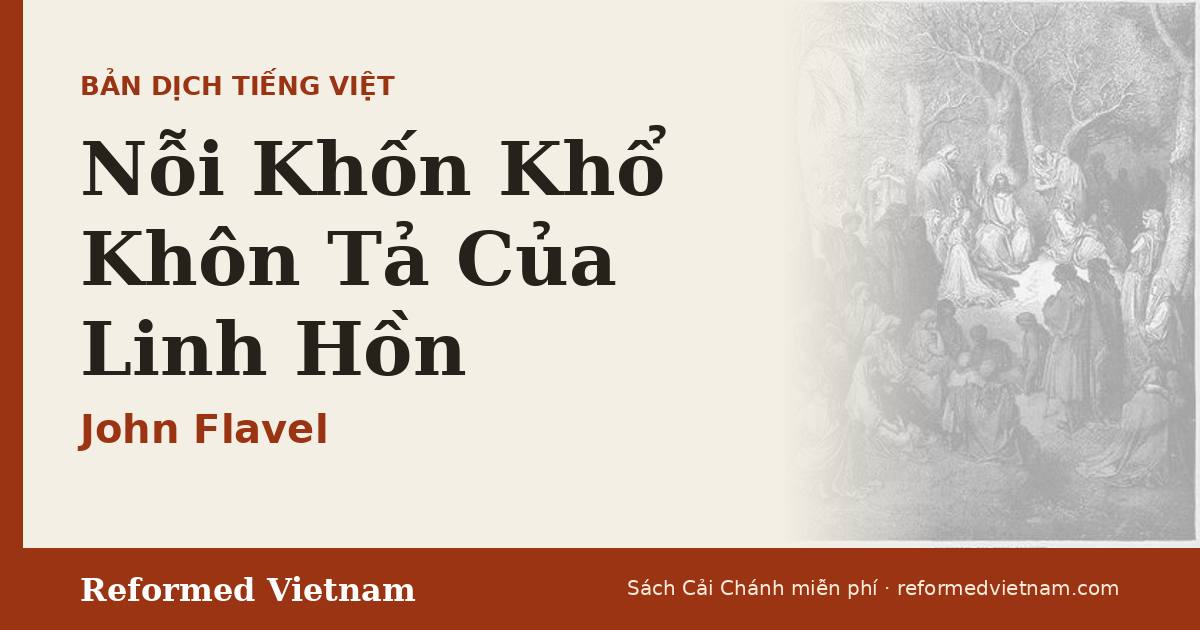 BẢN DỊCH TIẾNG VIỆT
Nỗi Khốn Khổ
Khôn Tả Của
Linh Hồn
John Flavel
Reformed Vietnam
Sách Cải Chánh miễn phí · reformedvietnam.com